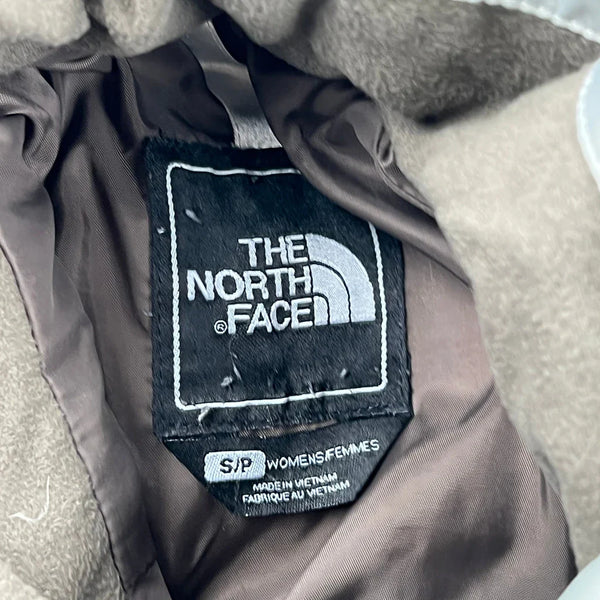 THE
NORTH
®FACE
S/P WOMENS/FEMMES
MADE IN VIETNAM
FABRIQUE AU VIETNAM